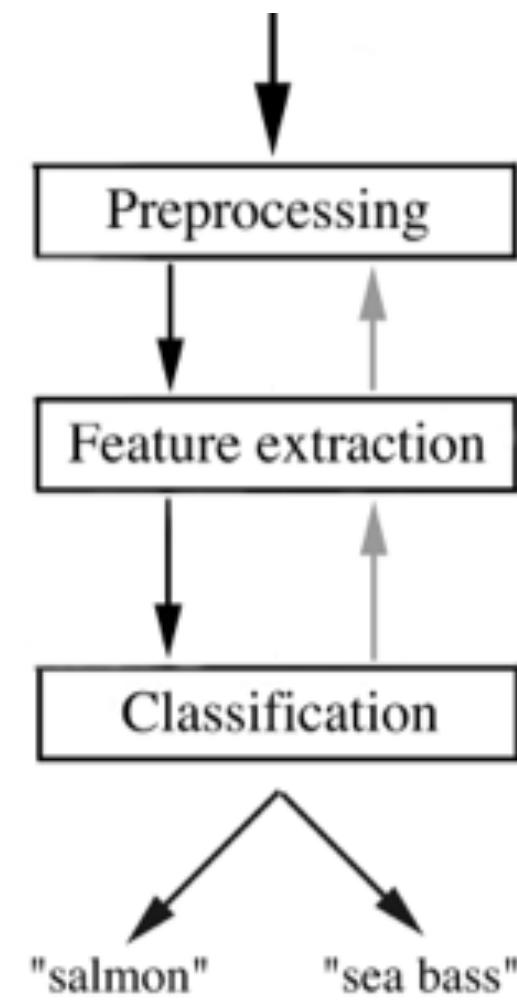 Preprocessing
Feature extraction
Classification
"salmon" "sea bass"